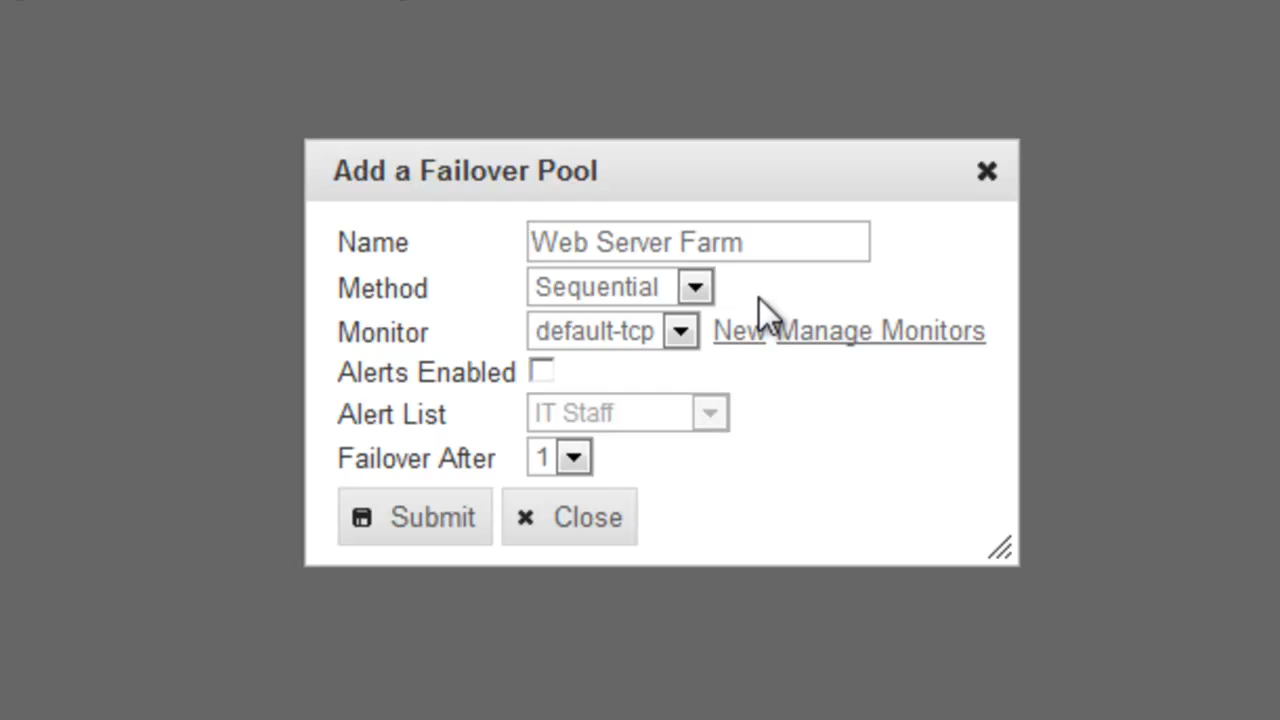 Add a Failover Pool
Name Web Server Farm
Method Sequential
Monitor default-tcp New Manage Monitors
Alerts Enabled
Alert List IT Staff
Failover After 1
Submit Close